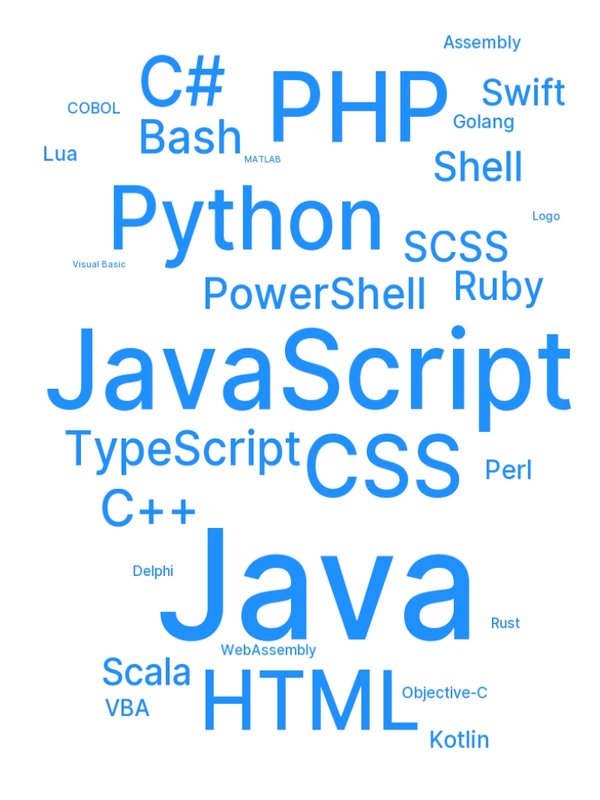 Assembly
C#
PHP
Swift
COBOL
Golang
Bash
Lua
MATLAB
Shell
Python
Logo
SCSS
Visual Basic
PowerShell
Ruby
JavaScript
TypeScript
CSS
Perl
C++
Java
Delphi
Rust
WebAssembly
Scala
HTML
Objective-C
VBA
Kotlin